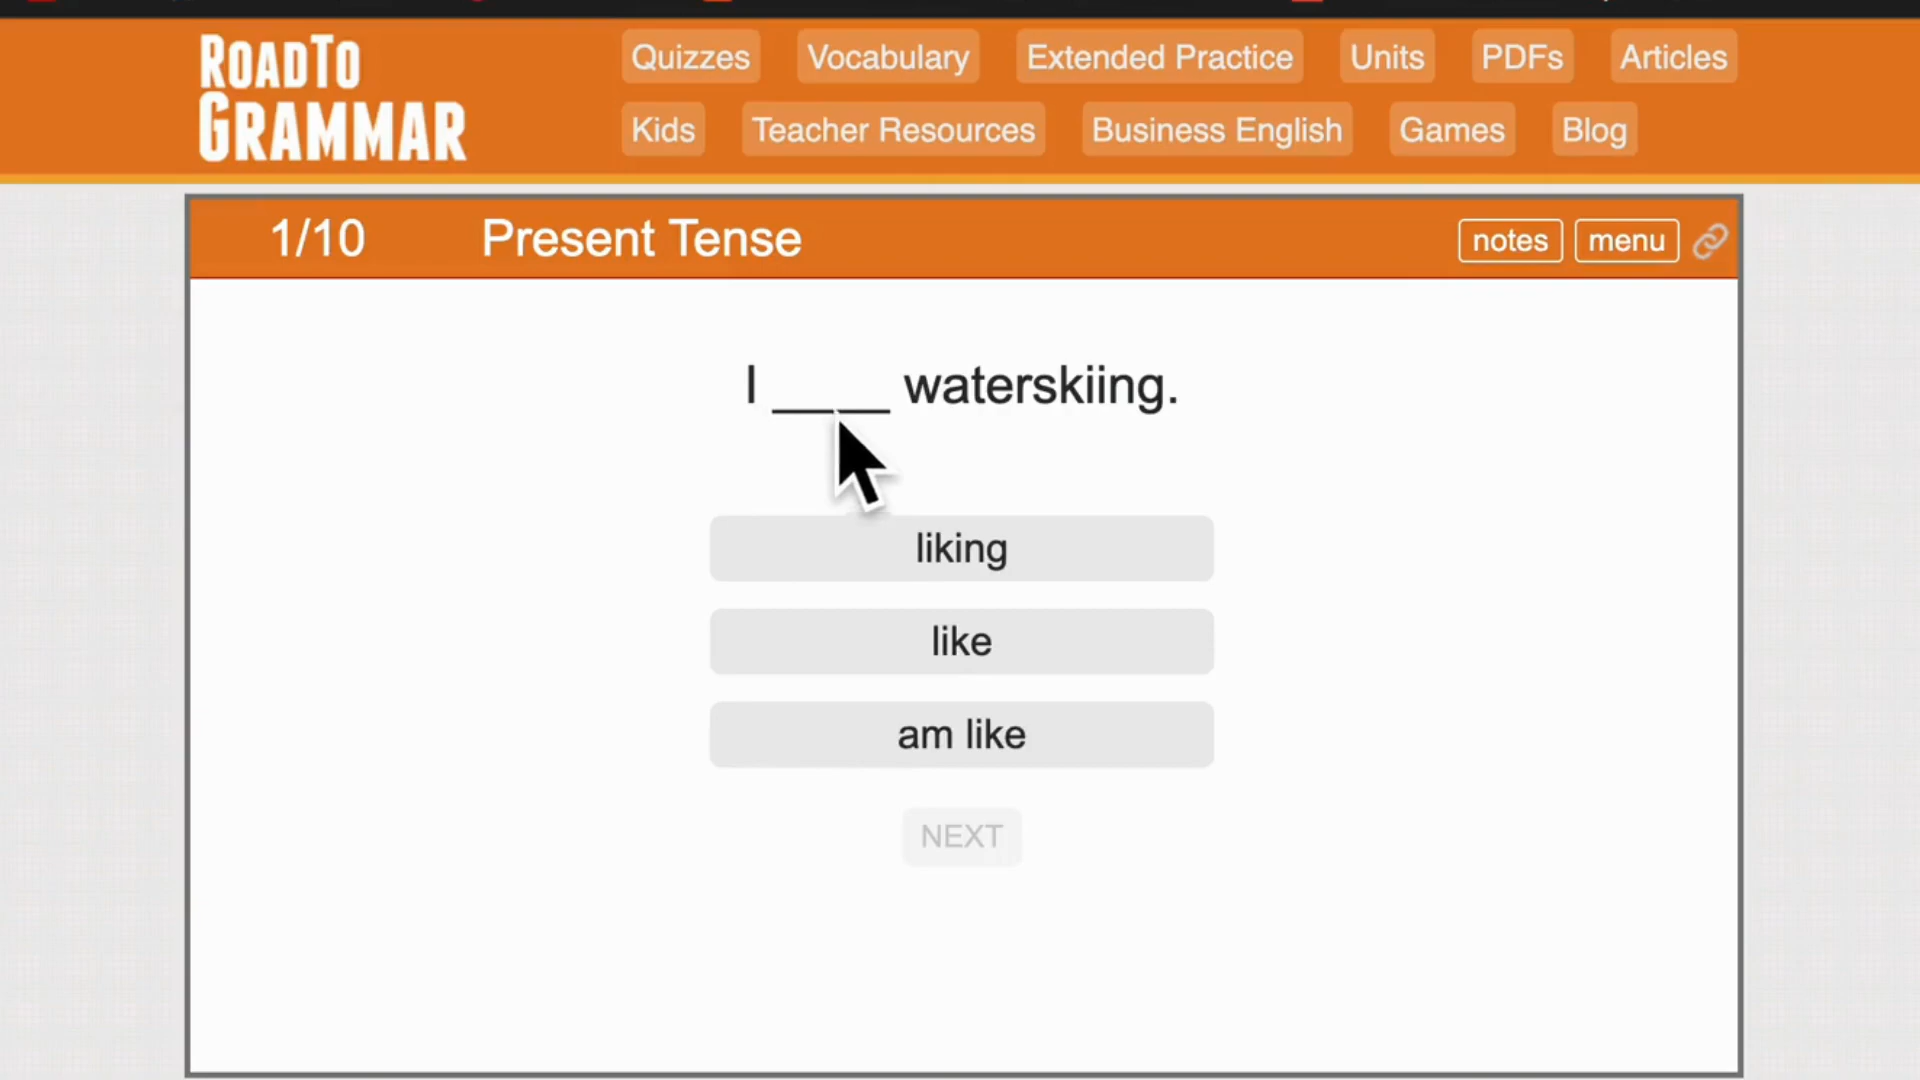 ROADTO
GRAMMAR
Quizzes Vocabulary Extended Practice Units PDFs Articles
Kids Teacher Resources Business English Games Blog
1/10 Present Tense notes menu
I ____ waterskiing.
liking
like
am like
NEXT